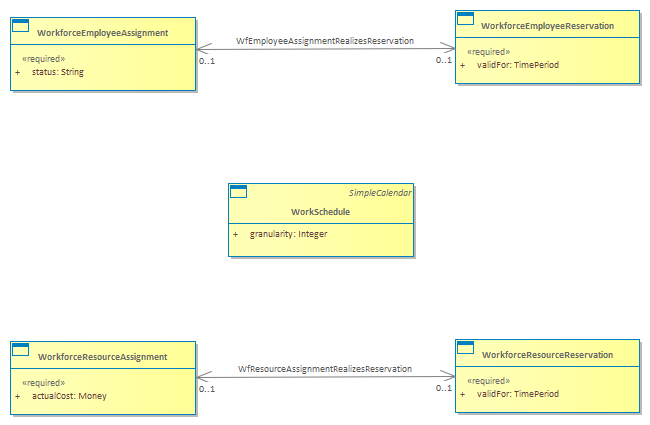 WorkforceEmployeeAssignment
«required»
+ status: String
WfEmployeeAssignmentRealizesReservation
0..1
0..1
WorkforceEmployeeReservation
«required»
+ validFor: TimePeriod
SimpleCalendar
WorkSchedule
+ granularity: Integer
WorkforceResourceAssignment
«required»
+ actualCost: Money
WfResourceAssignmentRealizesReservation
0..1
0..1
WorkforceResourceReservation
«required»
+ validFor: TimePeriod